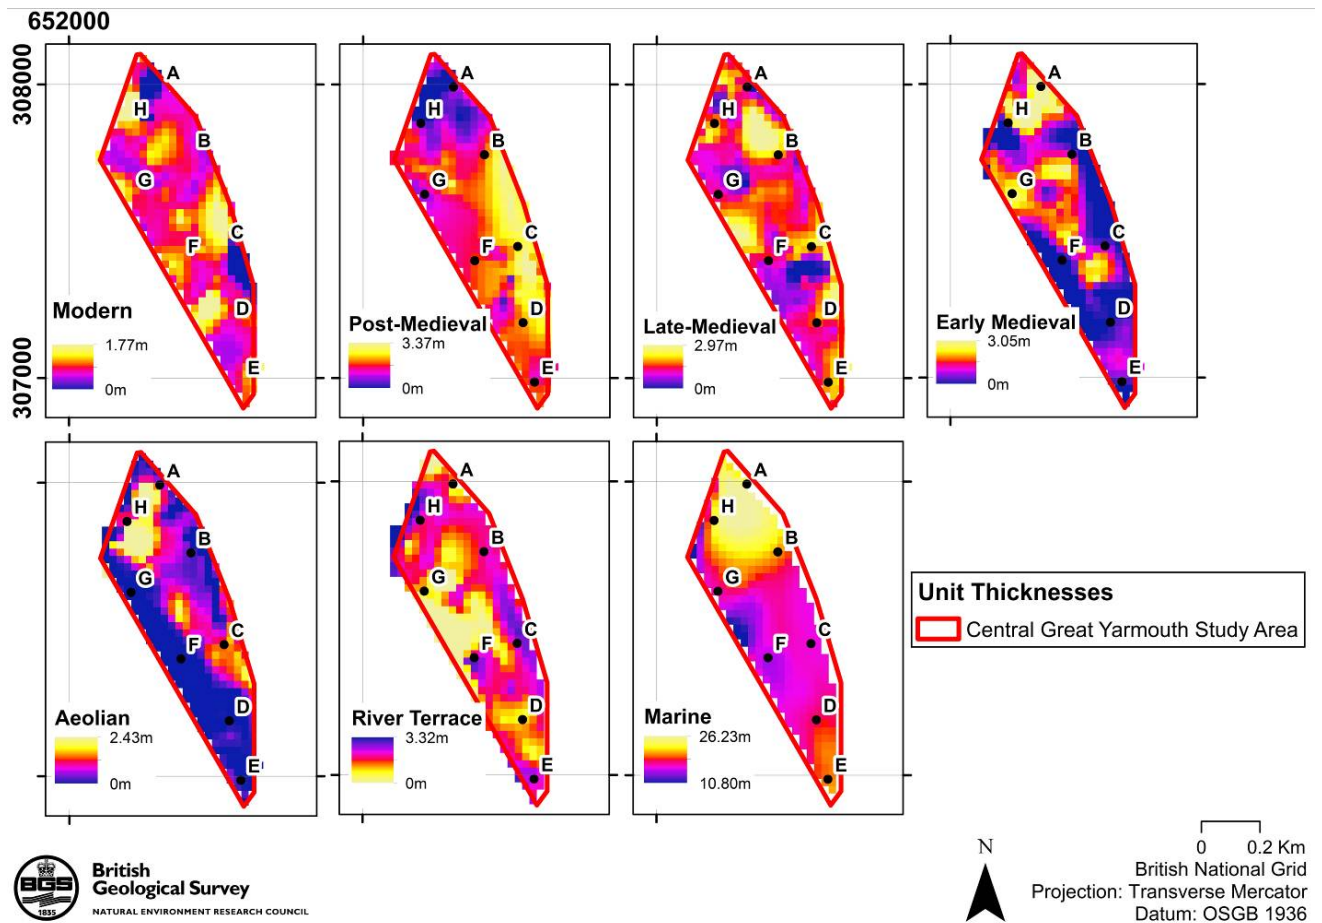 652000
308000
307000
A
H
B
G
C
F
D
E
Modern
1.77m
0m
A
H
B
G
C
F
D
E
Post-Medieval
3.37m
0m
A
H
B
G
C
F
D
E
Late-Medieval
2.97m
0m
A
H
B
G
C
F
D
E
Early Medieval
3.05m
0m
A
H
B
G
C
F
D
E
Aeolian
2.43m
0m
A
H
B
G
C
F
D
E
River Terrace
3.32m
0m
A
H
B
G
C
F
D
E
Marine
26.23m
10.80m
Unit Thicknesses
Central Great Yarmouth Study Area
BGS
1835
British
Geological Survey
NATURAL ENVIRONMENT RESEARCH COUNCIL
N
0 0.2 Km
British National Grid
Projection: Transverse Mercator
Datum: OSGB 1936